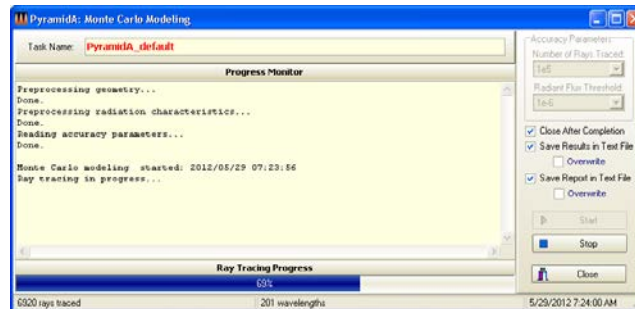 PyramidA: Monte Carlo Modeling
Task Name: PyramidA_default
Progress Monitor
Preprocessing geometry...
Done.
Preprocessing radiation characteristics...
Done.
Reading accuracy parameters...
Done.
Monte Carlo modeling started: 2012/05/29 07:23:56
Ray tracing in progress...
Ray Tracing Progress
69%
6920 rays traced 201 wavelengths 5/29/2012 7:24:00 AM
Accuracy Parameters
Number of Rays Traced:
1e5
Radiant Flux Threshold:
1e-6
Close After Completion
Save Results in Text File
Overwrite
Save Report in Text File
Overwrite
Start
Stop
Close